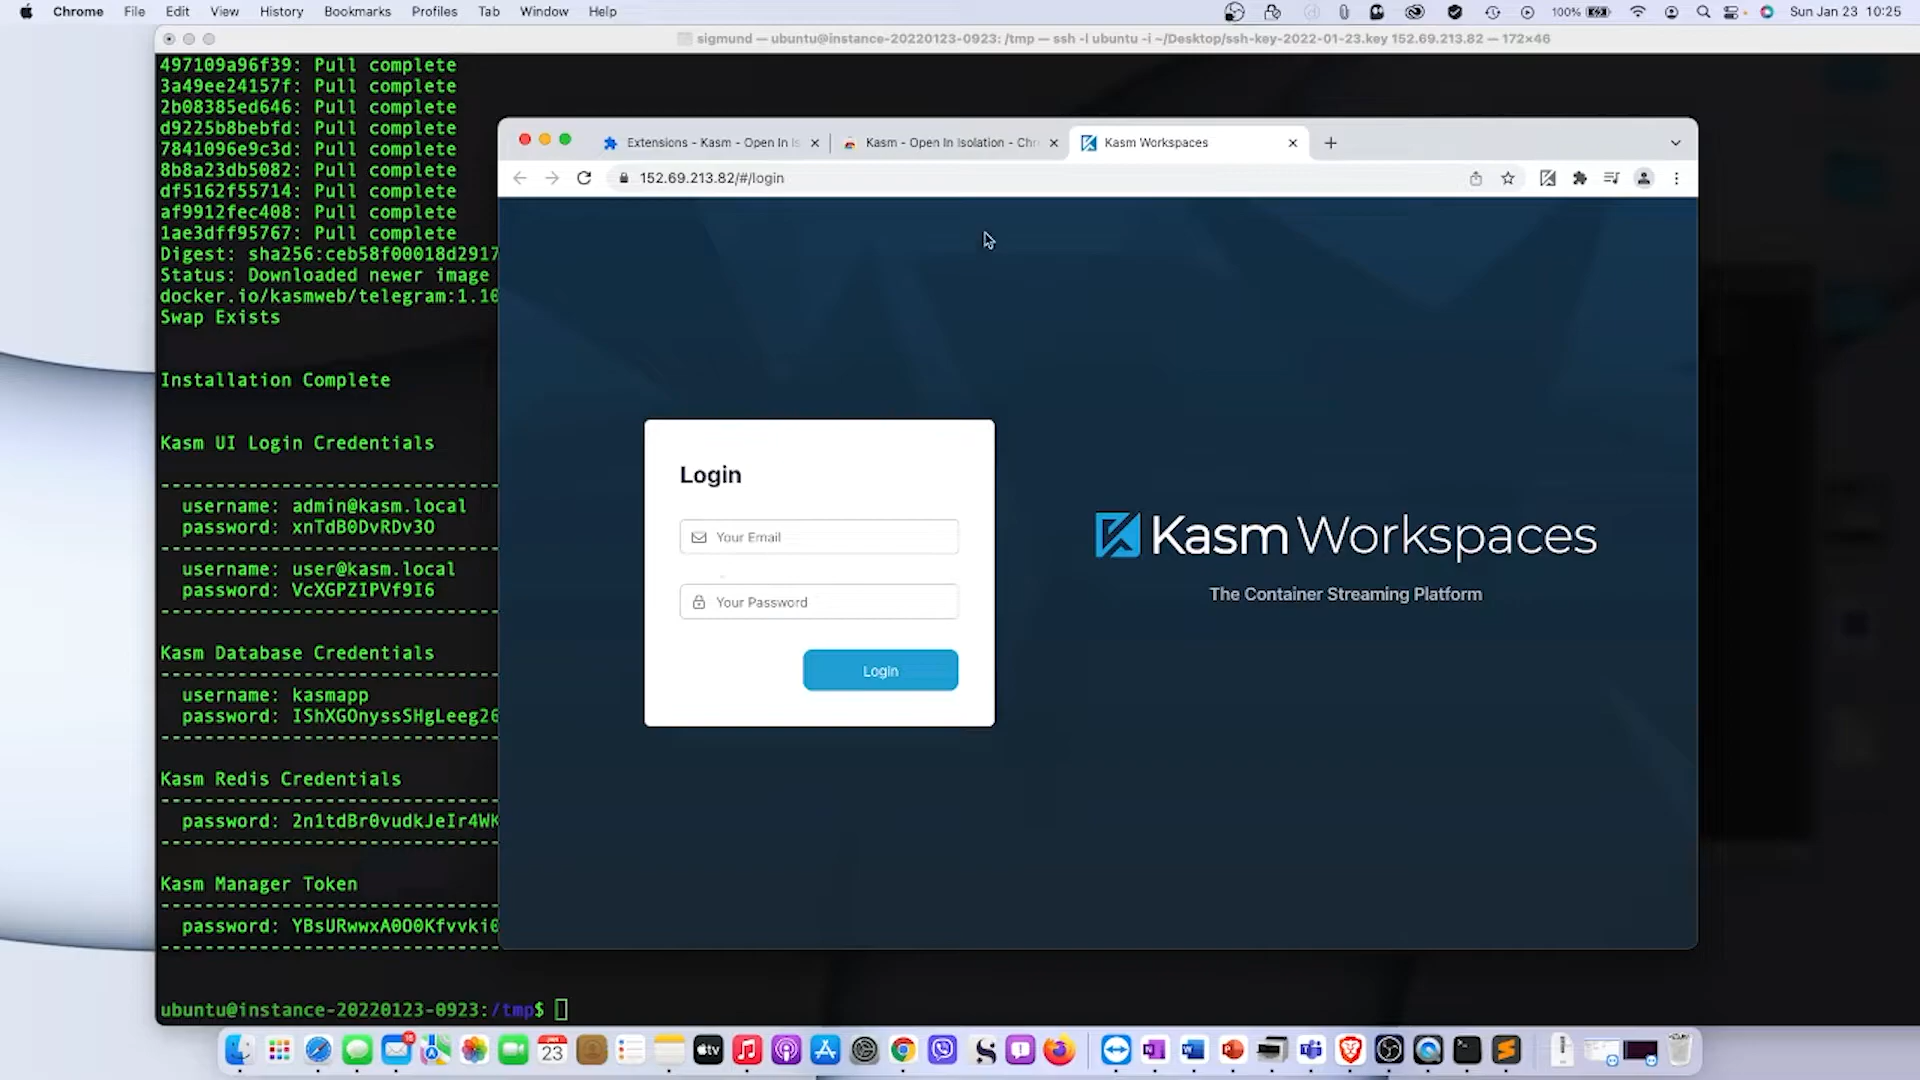 Chrome File Edit View History Bookmarks Profiles Tab Window Help
100% Sun Jan 23 10:25
sigmund — ubuntu@instance-20220123-0923: /tmp — ssh -l ubuntu -i ~/Desktop/ssh-key-2022-01-23.key 152.69.213.82 — 172×46
497109a96f39: Pull complete
3a49ee24157f: Pull complete
2b08385ed646: Pull complete
d9225b8bebfd: Pull complete
7841096e9c3d: Pull complete
8b8a23db5082: Pull complete
df5162f55714: Pull complete
af9912fec408: Pull complete
1ae3dff95767: Pull complete
Digest: sha256:ceb58f00018d2917
Status: Downloaded newer image
docker.io/kasmweb/telegram:1.10
Swap Exists
Installation Complete
Kasm UI Login Credentials
username: admin@kasm.local
password: xnTdB0DvRDv3O
username: user@kasm.local
password: VcXGPZIPVf9I6
Kasm Database Credentials
username: kasmapp
password: IShXGOnyssSHgLeeg26
Kasm Redis Credentials
password: 2n1tdBr0vudkJeIr4WK
Kasm Manager Token
password: YBsURwwxA0O0Kfvvki0
ubuntu@instance-20220123-0923:/tmp$
Extensions - Kasm - Open In Is
Kasm - Open In Isolation - Chr
Kasm Workspaces
152.69.213.82/#/login
Login
Your Email
Your Password
Login
Kasm Workspaces
The Container Streaming Platform
JAN
23
tv